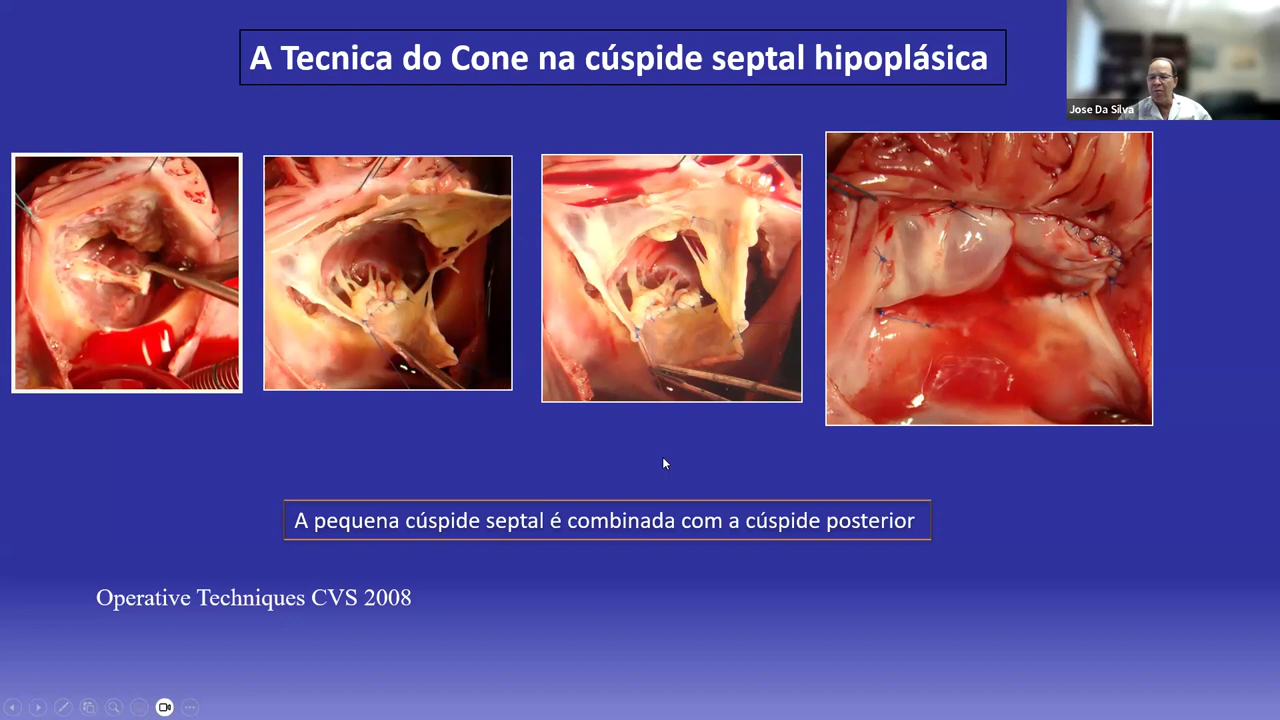 A Tecnica do Cone na cúspide septal hipoplásica
Jose Da Silva
A pequena cúspide septal é combinada com a cúspide posterior
Operative Techniques CVS 2008